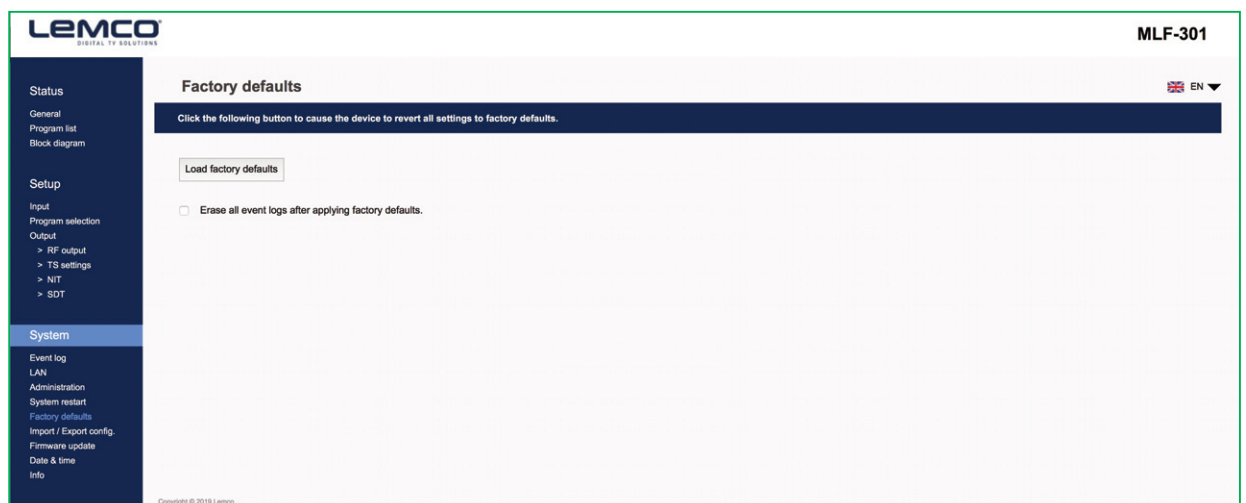 LEMCO
DIGITAL TV SOLUTIONS
MLF-301
Status
General
Program list
Block diagram
Setup
Input
Program selection
Output
> RF output
> TS settings
> NIT
> SDT
System
Event log
LAN
Administration
System restart
Factory defaults
Import / Export config.
Firmware update
Date & time
Info
Factory defaults
EN
Click the following button to cause the device to revert all settings to factory defaults.
Load factory defaults
Erase all event logs after applying factory defaults.
Copyright © 2019 Lemco